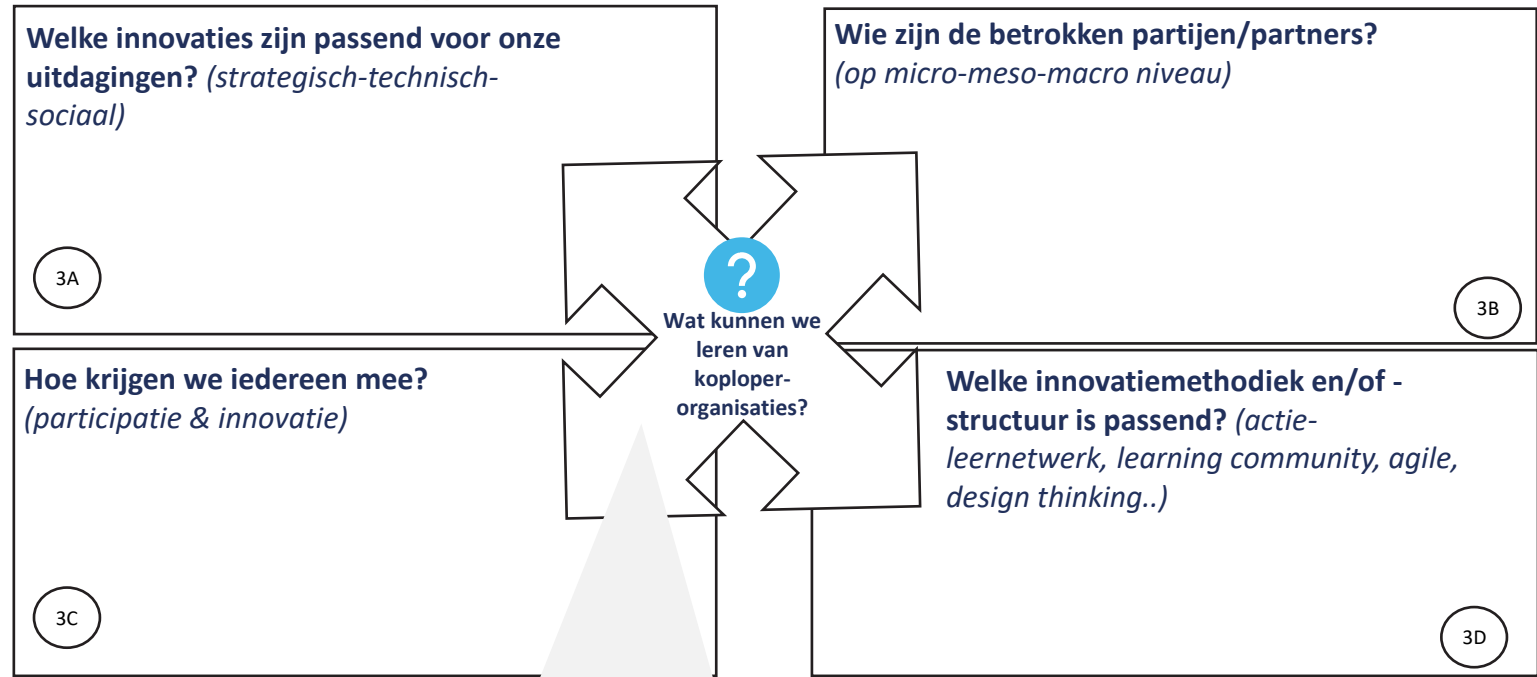 Welke innovaties zijn passend voor onze
uitdagingen? (strategisch-technisch-
sociaal)
3A
Wie zijn de betrokken partijen/partners?
(op micro-meso-macro niveau)
3B
?
Wat kunnen we
leren van
koploper-
organisaties?
Hoe krijgen we iedereen mee?
(participatie & innovatie)
3C
Welke innovatiemethodiek en/of -
structuur is passend? (actie-
leernetwerk, learning community, agile,
design thinking..)
3D